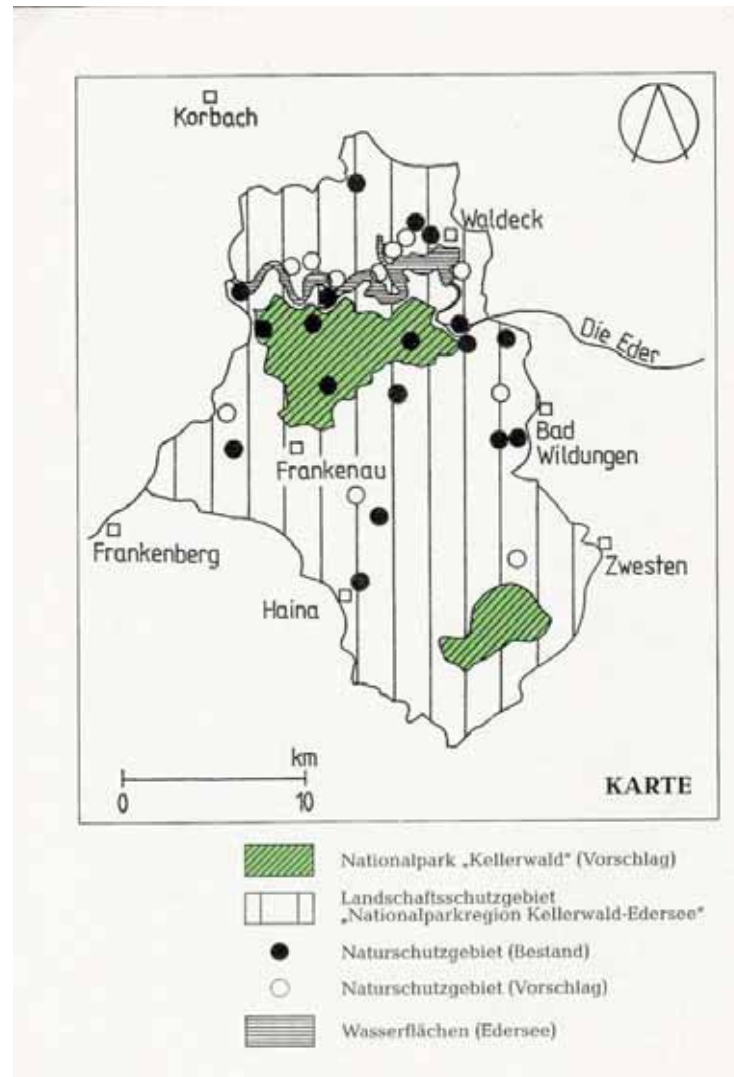 Korbach
Waldeck
Die Eder
Bad
Wildungen
Frankenau
Frankenberg
Zwesten
Haina
km
0 10
KARTE
Nationalpark „Kellerwald“ (Vorschlag)
Landschaftsschutzgebiet
„Nationalparkregion Kellerwald-Edersee“
Naturschutzgebiet (Bestand)
Naturschutzgebiet (Vorschlag)
Wasserflächen (Edersee)